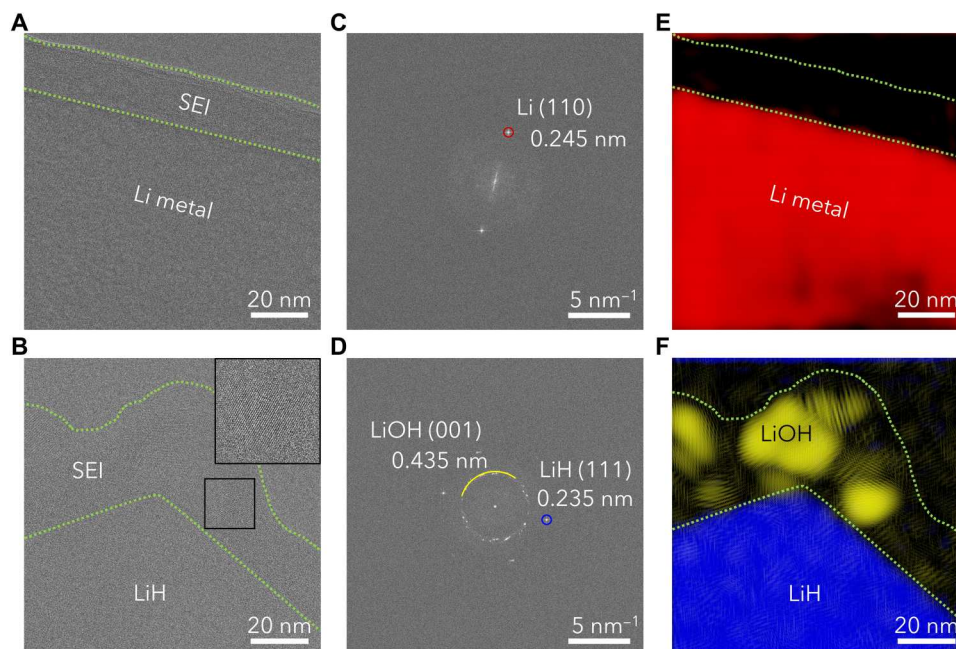 A
SEI
Li metal
20 nm
C
Li (110)
0.245 nm
5 nm⁻¹
E
Li metal
20 nm
B
SEI
LiH
20 nm
D
LiOH (001)
0.435 nm
LiH (111)
0.235 nm
5 nm⁻¹
F
LiOH
LiH
20 nm